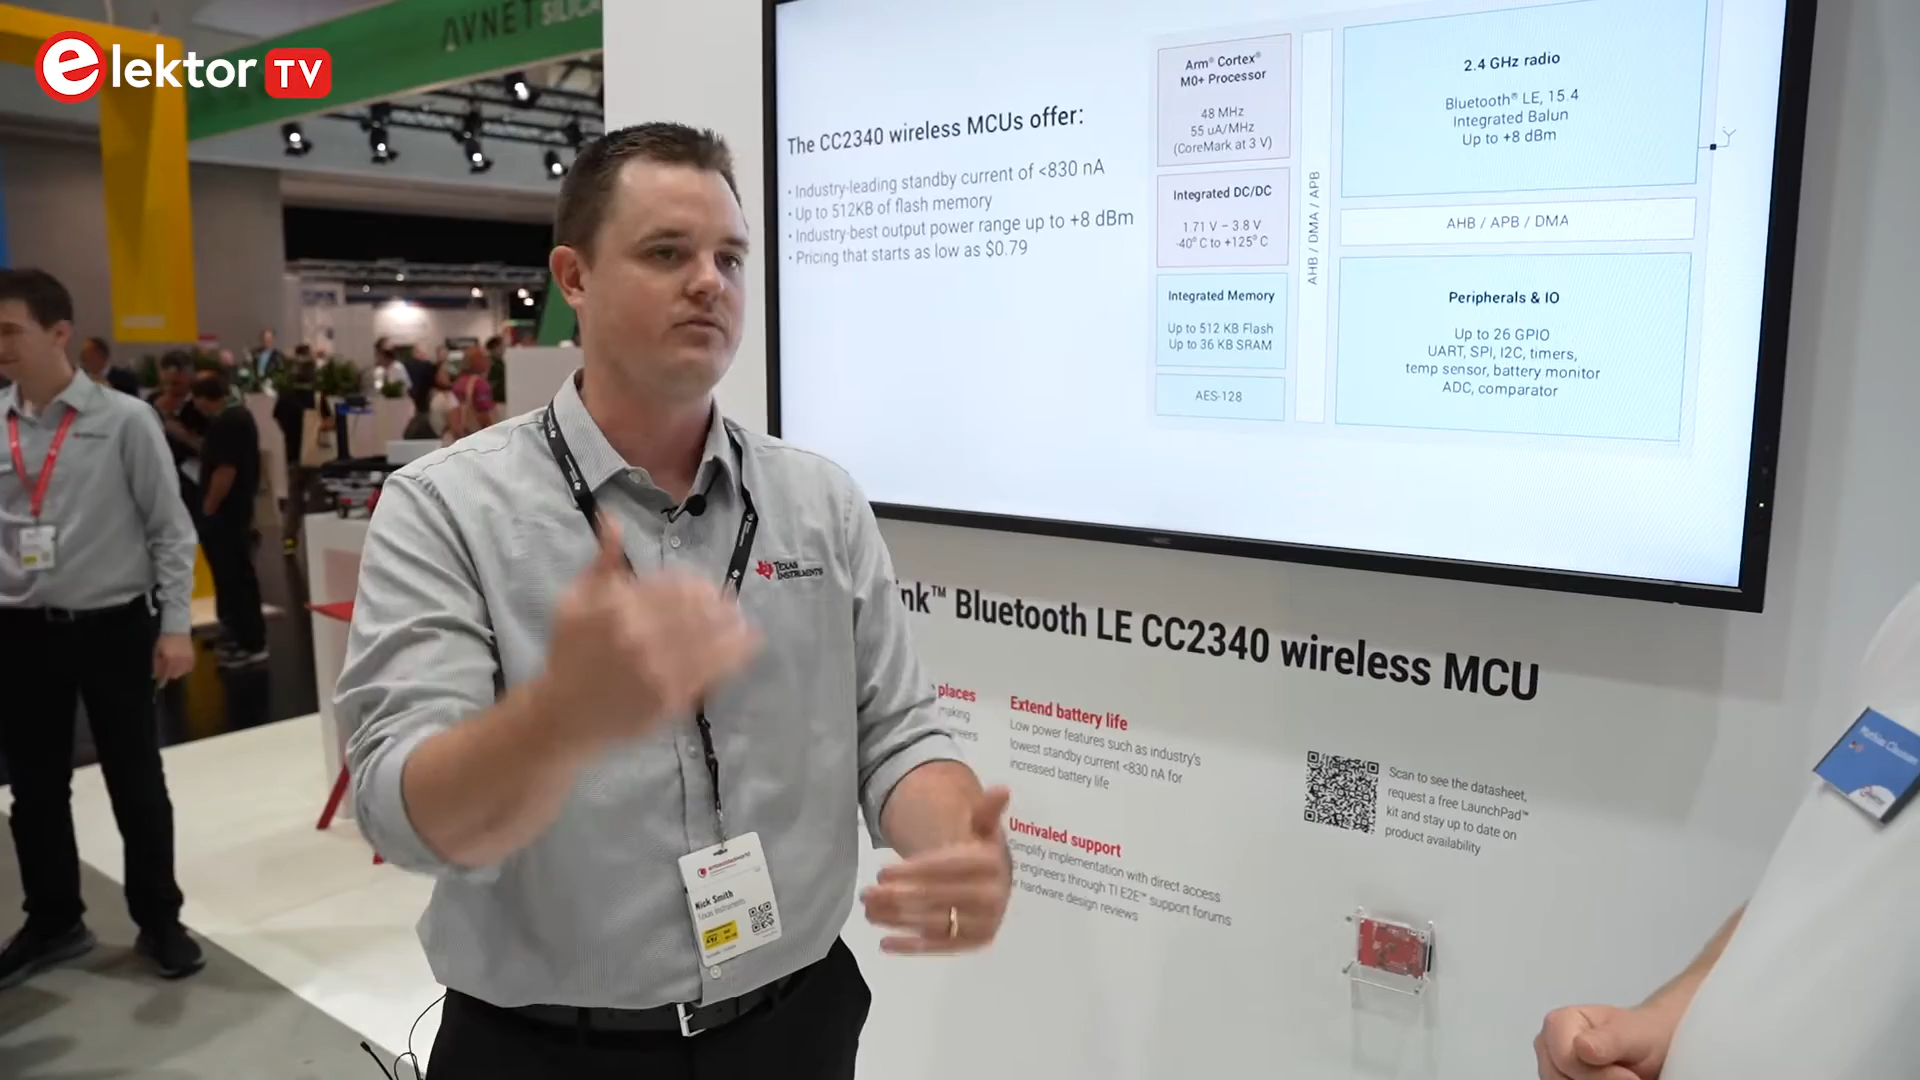 elektor TV
AVNET SILICA
The CC2340 wireless MCUs offer:
• Industry-leading standby current of <830 nA
• Up to 512KB of flash memory
• Industry-best output power range up to +8 dBm
• Pricing that starts as low as $0.79
Arm® Cortex®
M0+ Processor
48 MHz
55 uA/MHz
(CoreMark at 3 V)
Integrated DC/DC
1.71 V – 3.8 V
-40° C to +125° C
Integrated Memory
Up to 512 KB Flash
Up to 36 KB SRAM
AES-128
AHB / DMA / APB
2.4 GHz radio
Bluetooth® LE, 15.4
Integrated Balun
Up to +8 dBm
AHB / APB / DMA
Peripherals & IO
Up to 26 GPIO
UART, SPI, I2C, timers,
temp sensor, battery monitor
ADC, comparator
ink™ Bluetooth LE CC2340 wireless MCU
places
making
Extend battery life
Low power features such as industry's
lowest standby current <830 nA for
increased battery life
Unrivaled support
Simplify implementation with direct access
engineers through TI E2E™ support forums
hardware design reviews
Scan to see the datasheet,
request a free LaunchPad™
kit and stay up to date on
product availability
TEXAS
INSTRUMENTS
Nick Smith
Texas Instruments